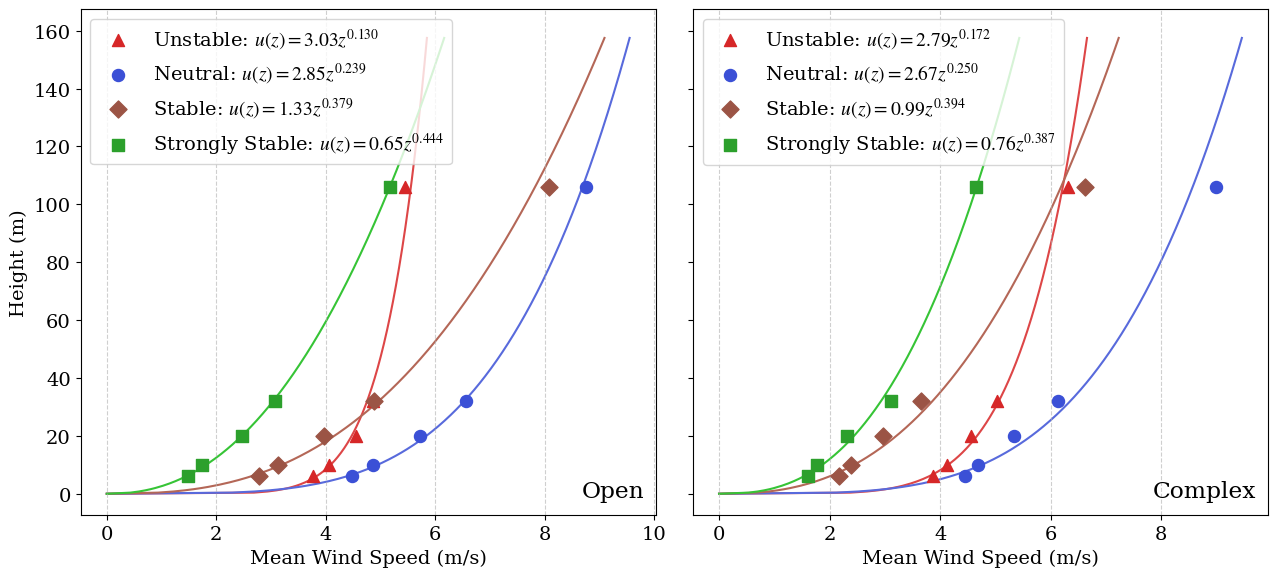 Unstable: u(z) = 3.03z^0.130
Neutral: u(z) = 2.85z^0.239
Stable: u(z) = 1.33z^0.379
Strongly Stable: u(z) = 0.65z^0.444
Unstable: u(z) = 2.79z^0.172
Neutral: u(z) = 2.67z^0.250
Stable: u(z) = 0.99z^0.394
Strongly Stable: u(z) = 0.76z^0.387
160
140
120
100
80
60
40
20
0
Height (m)
Open
Complex
0 2 4 6 8 10
0 2 4 6 8
Mean Wind Speed (m/s)
Mean Wind Speed (m/s)